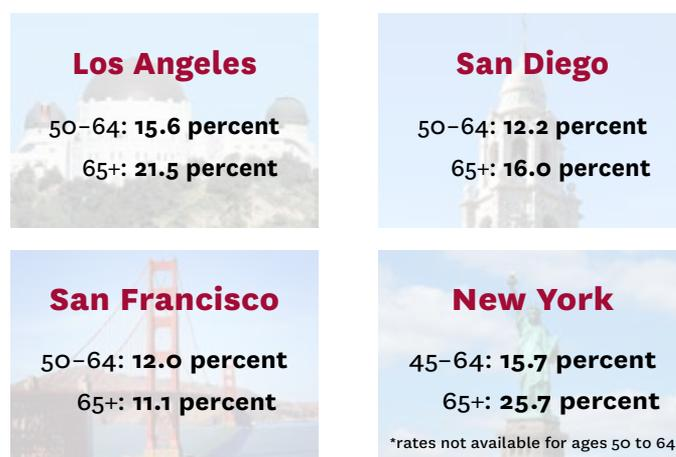 Los Angeles
50–64: 15.6 percent
65+: 21.5 percent
San Diego
50–64: 12.2 percent
65+: 16.0 percent
San Francisco
50–64: 12.0 percent
65+: 11.1 percent
New York
45–64: 15.7 percent
65+: 25.7 percent
*rates not available for ages 50 to 64